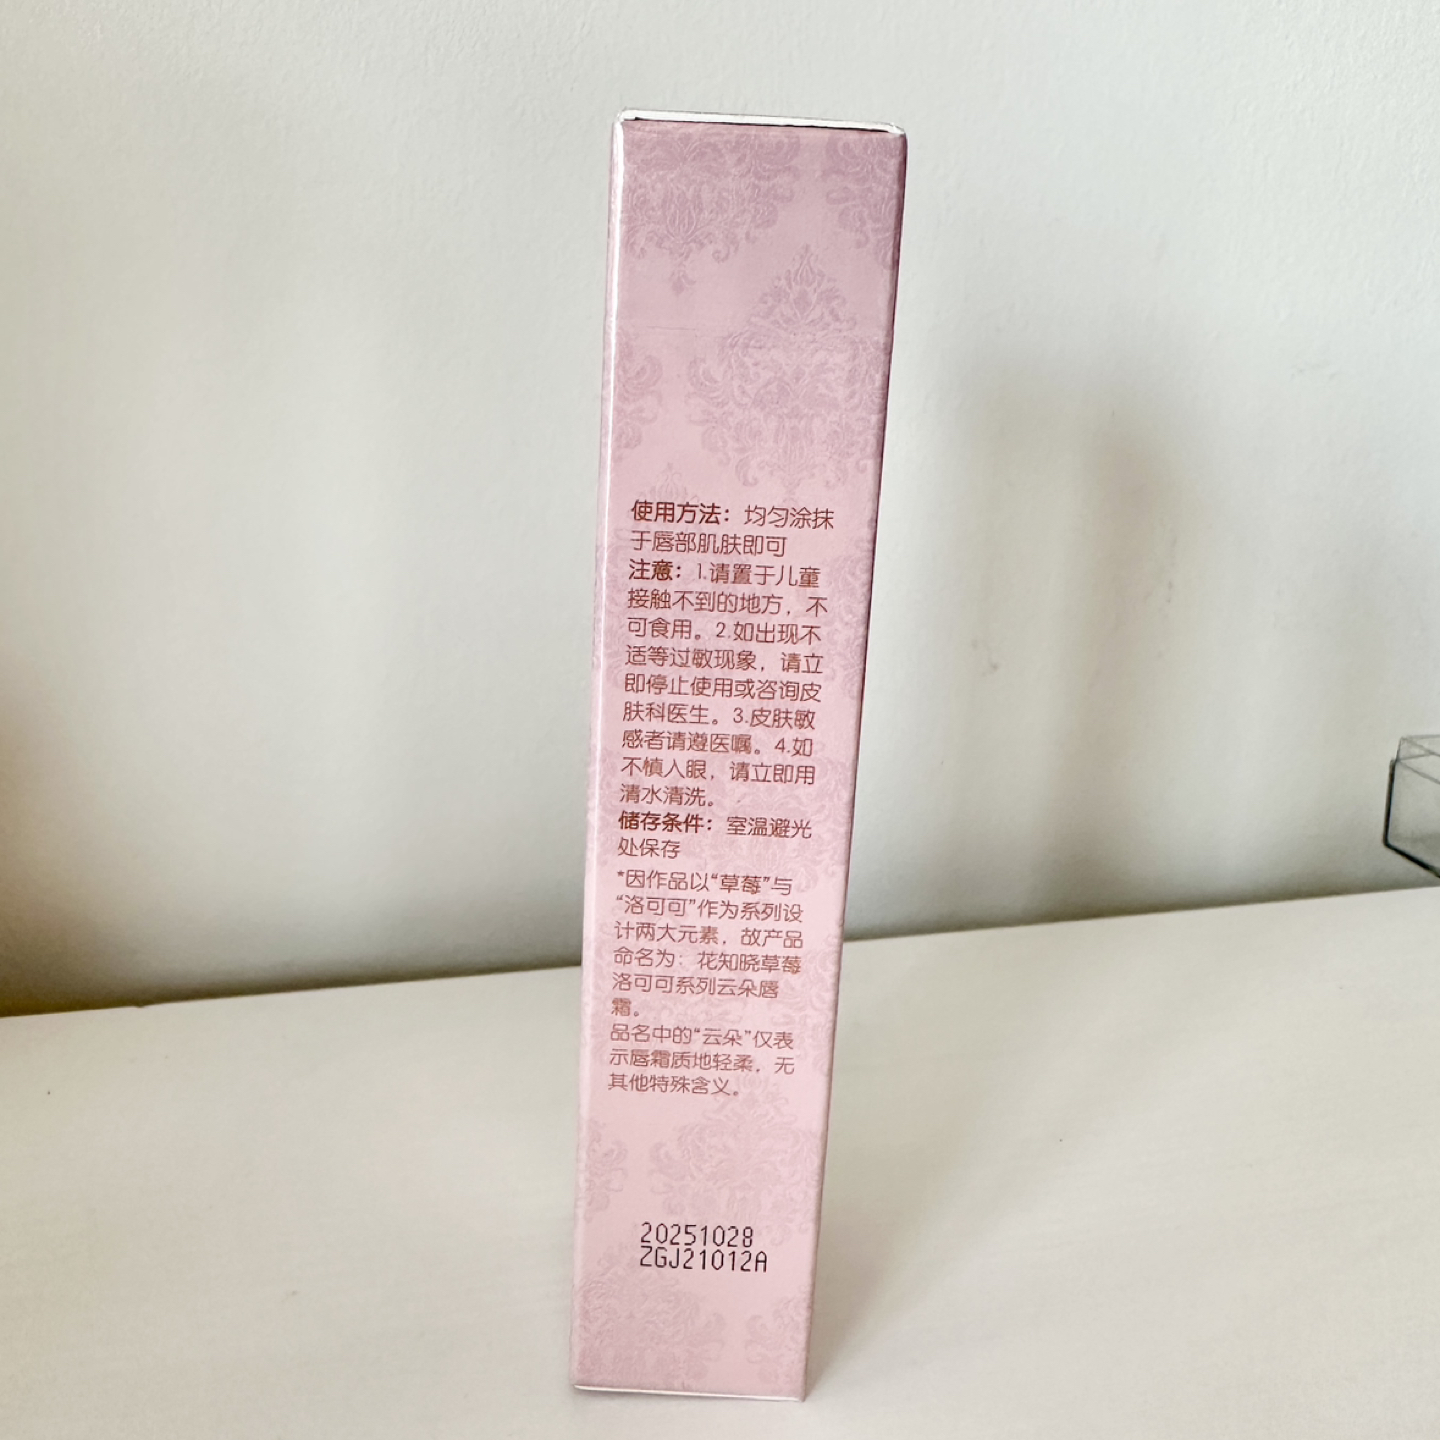 使用方法：均匀涂抹
于唇部肌肤即可
注意：1.请置于儿童
接触不到的地方，不
可食用。2.如出现不
适等过敏现象，请立
即停止使用或咨询皮
肤科医生。3.皮肤敏
感者请遵医嘱。4.如
不慎入眼，请立即用
清水清洗。
储存条件：室温避光
处保存
*因作品以“草莓”与
“洛可可”作为系列设
计两大元素，故产品
命名为：花知晓草莓
洛可可系列云朵唇
霜。
品名中的“云朵”仅表
示唇霜质地轻柔，无
其他特殊含义。
20251028
ZGJ21012A